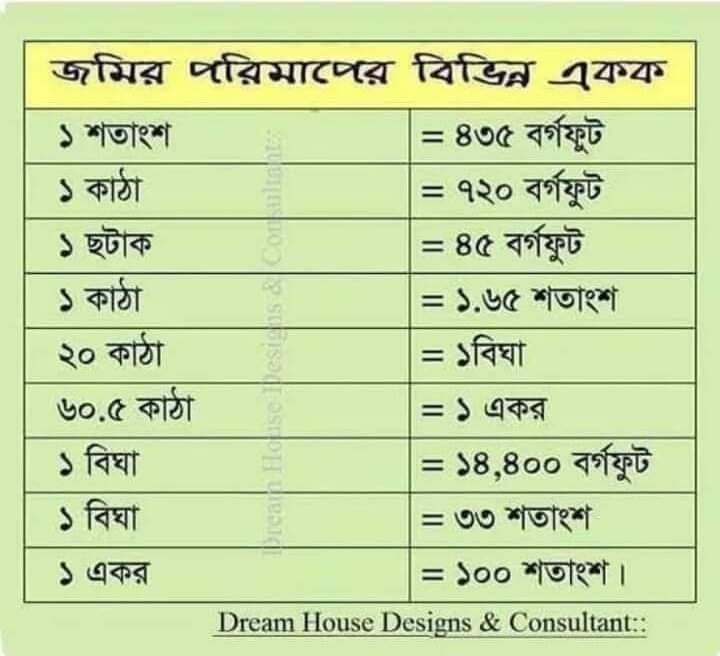 জমির পরিমাপের বিভিন্ন একক
১ শতাংশ = ৪৩৫ বর্গফুট
১ কাঠা = ৭২০ বর্গফুট
১ ছটাক = ৪৫ বর্গফুট
১ কাঠা = ১.৬৫ শতাংশ
২০ কাঠা = ১বিঘা
৬০.৫ কাঠা = ১ একর
১ বিঘা = ১৪,৪০০ বর্গফুট
১ বিঘা = ৩৩ শতাংশ
১ একর = ১০০ শতাংশ।
Dream House Designs & Consultant::
Dream House Designs & Consultant::